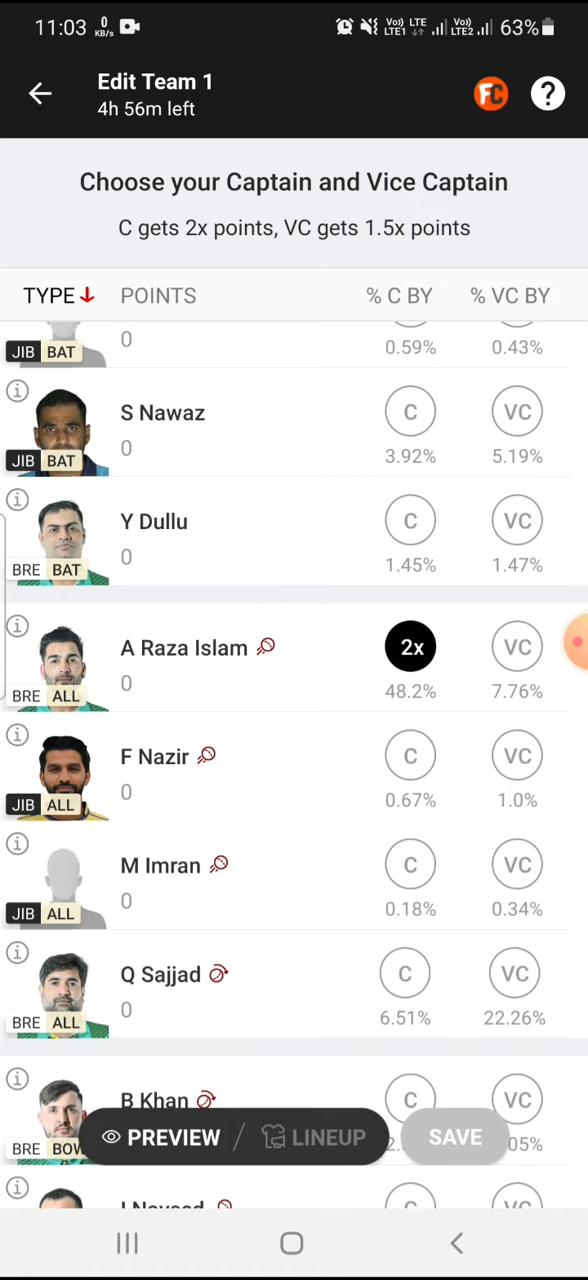 11:03 0 KB/s Vo) LTE1 LTE Vo) LTE2 63%
Edit Team 1
4h 56m left
FC ?
Choose your Captain and Vice Captain
C gets 2x points, VC gets 1.5x points
TYPE POINTS % C BY % VC BY
0
JIB BAT 0.59% 0.43%
S Nawaz C VC
0
JIB BAT 3.92% 5.19%
Y Dullu C VC
0
BRE BAT 1.45% 1.47%
A Raza Islam 2x VC
0
BRE ALL 48.2% 7.76%
F Nazir C VC
0
JIB ALL 0.67% 1.0%
M Imran C VC
0
JIB ALL 0.18% 0.34%
Q Sajjad C VC
0
BRE ALL 6.51% 22.26%
B Khan C VC
PREVIEW / LINEUP SAVE
BRE BOW 2. 05%
C VC